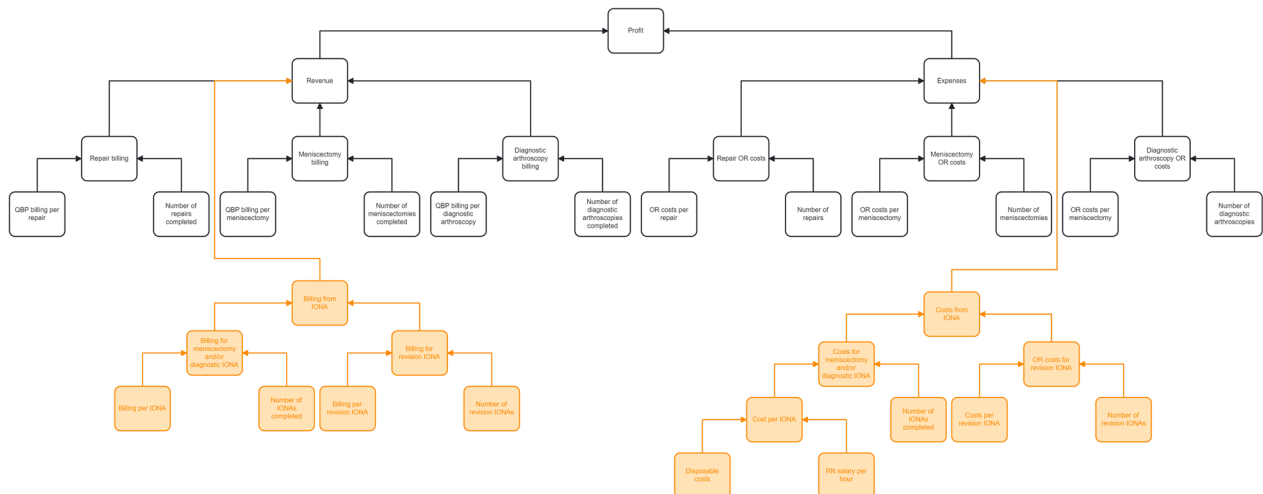 Profit
Revenue
Expenses
Repair billing
Meniscectomy
billing
Diagnostic
arthroscopy
billing
Repair OR costs
Meniscectomy
OR costs
Diagnostic
arthroscopy OR
costs
QBP billing per
repair
Number of
repairs
completed
QBP billing per
meniscectomy
Number of
meniscectomies
completed
QBP billing per
diagnostic
arthroscopy
Number of
diagnostic
arthroscopies
completed
OR costs per
repair
Number of
repairs
OR costs per
meniscectomy
Number of
meniscectomies
OR costs per
meniscectomy
Number of
diagnostic
arthroscopies
Billing from
IONA
Costs from
IONA
Billing for
meniscectomy
and/or
diagnostic IONA
Billing for
revision IONA
Costs for
meniscectomy
and/or
diagnostic IONA
OR costs for
revision IONA
Billing per IONA
Number of
IONAs
completed
Billing per
revision IONA
Number of
revision IONAs
Cost per IONA
Number of
IONAs
completed
Costs per
revision IONA
Number of
revision IONAs
Disposable
costs
RN salary per
hour